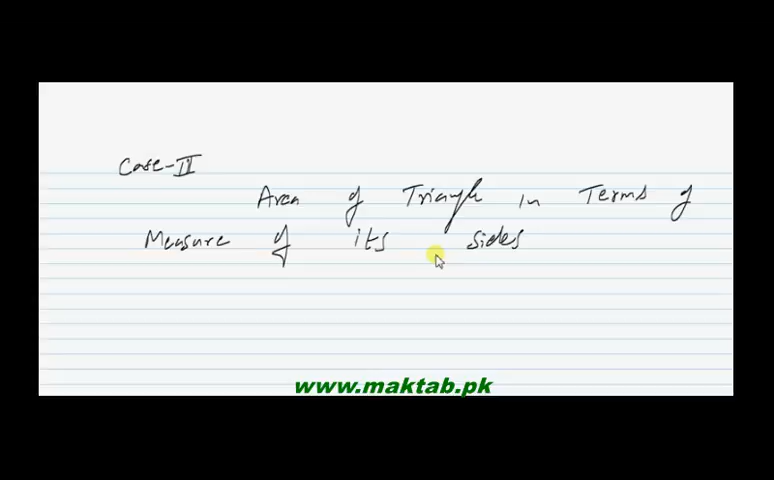 Case-II
Area of Triangle in Terms of
Measure of its sides
www.maktab.pk